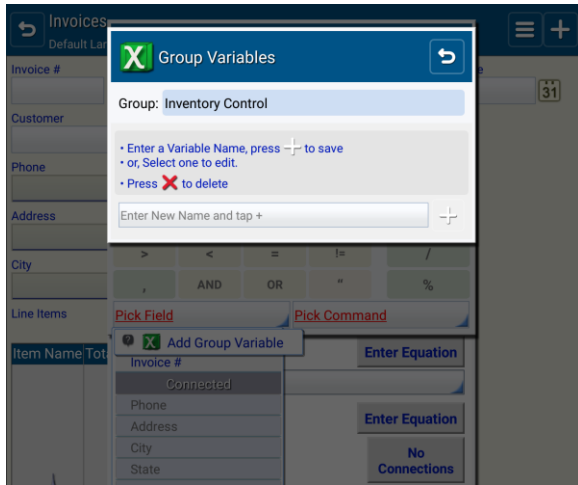 Invoices
Default Lar
Invoice #
e
31
Customer
Phone
Address
City
Line Items
Item Name Tot
X Group Variables
Group: Inventory Control
• Enter a Variable Name, press + to save
• or, Select one to edit.
• Press X to delete
Enter New Name and tap +
> < = != /
, AND OR " %
Pick Field Pick Command
X Add Group Variable
Invoice #
Connected
Phone
Address
City
State
Enter Equation
Enter Equation
No
Connections